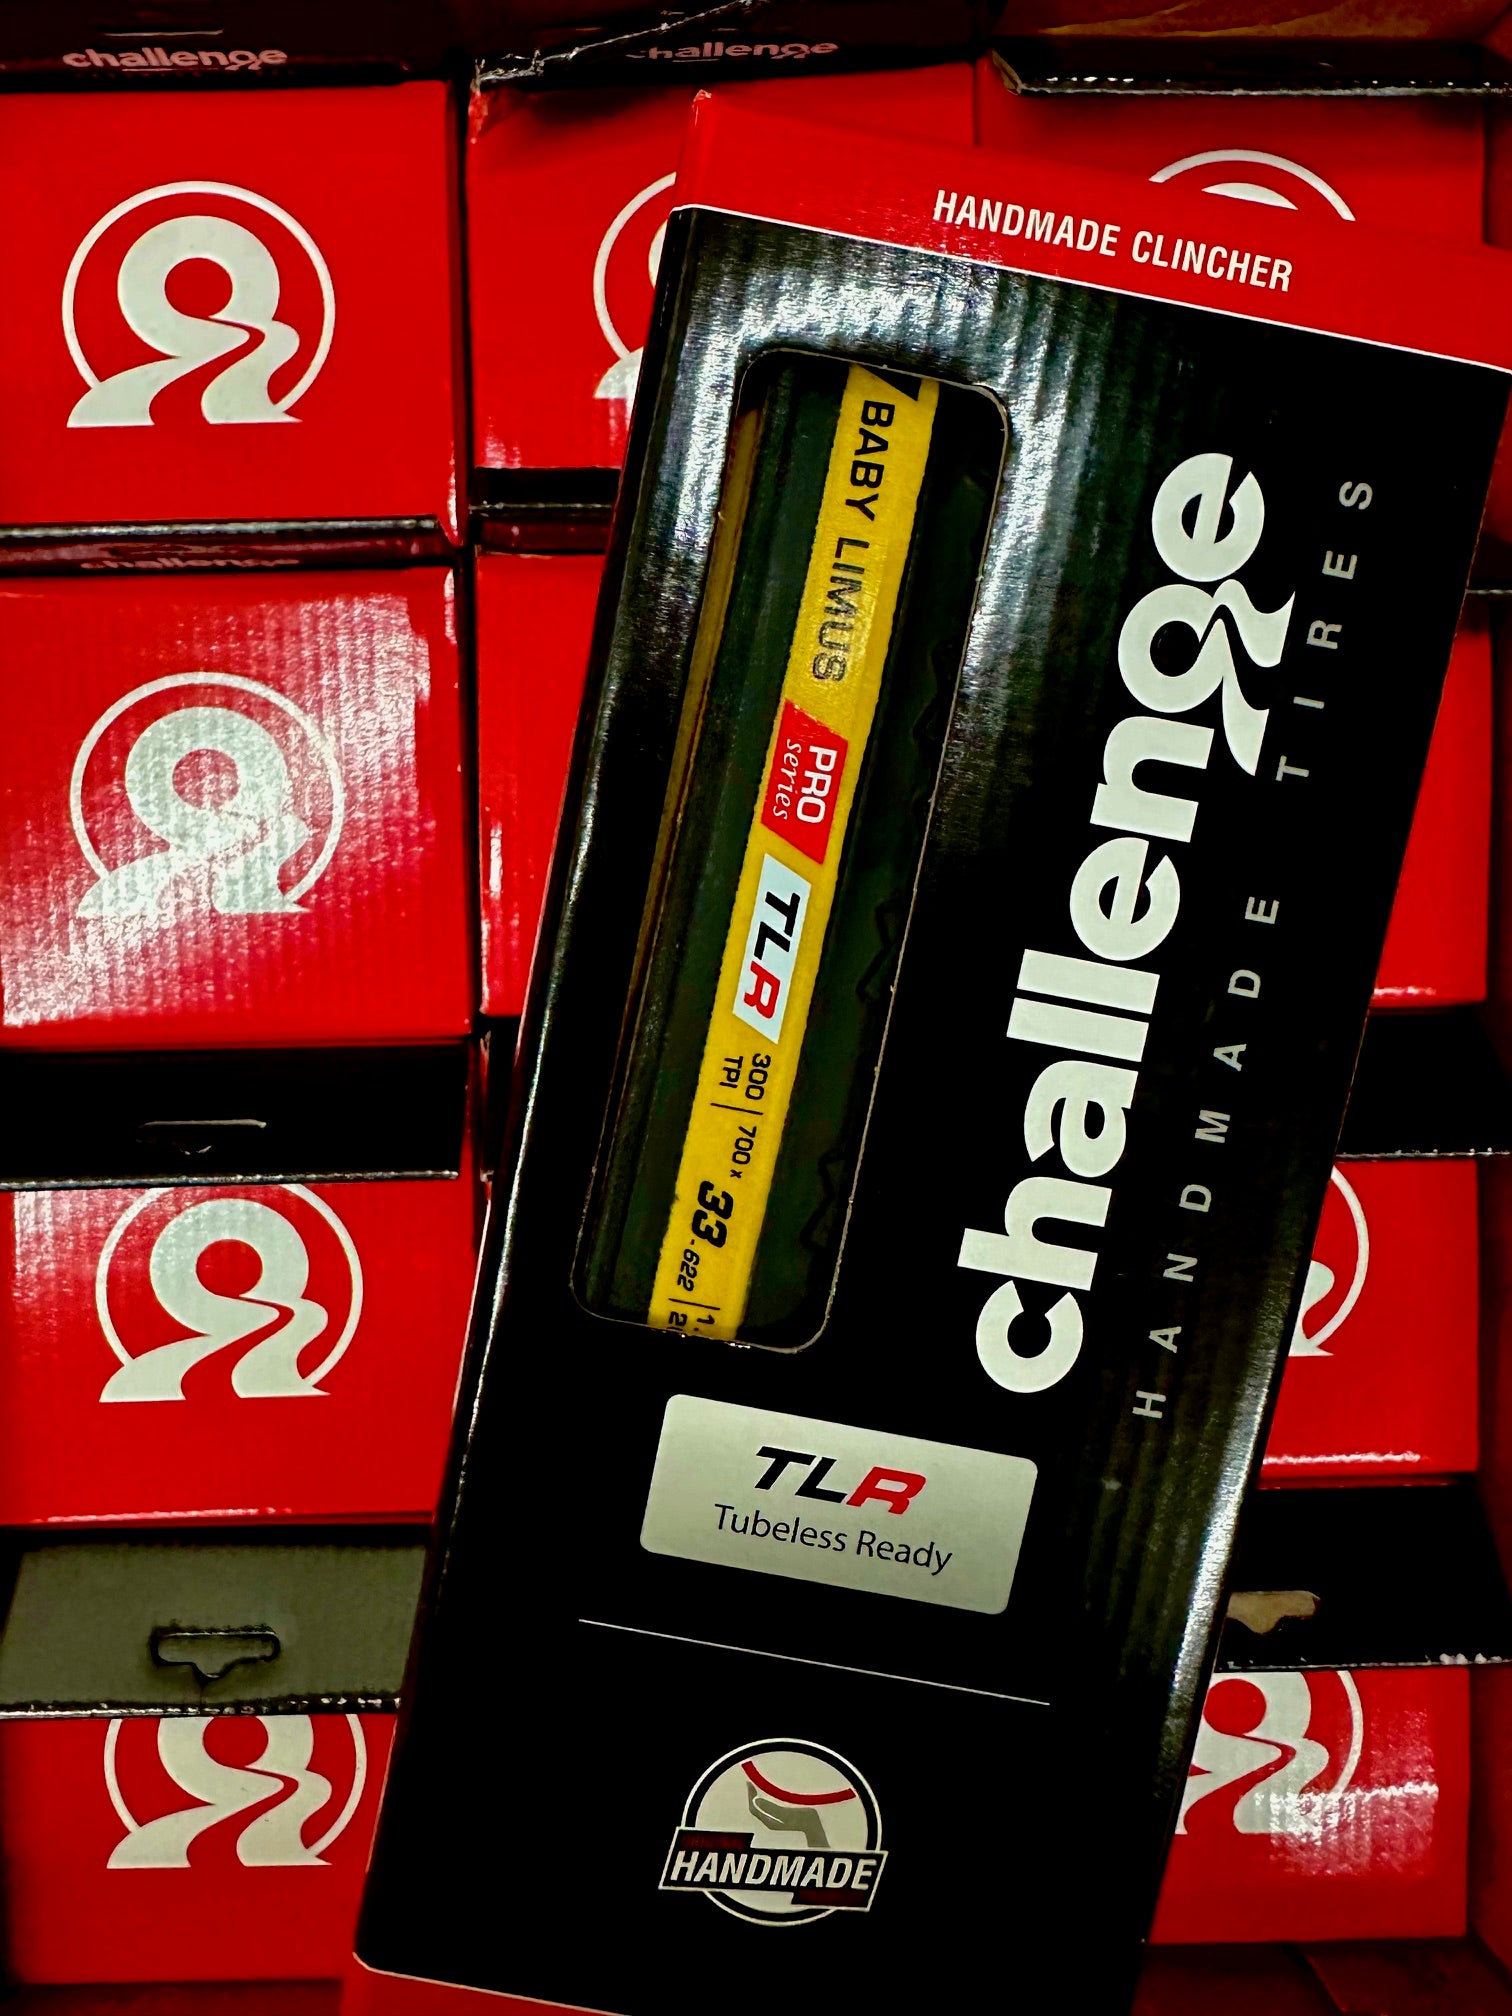 challenge
challenge
challenge
HANDMADE CLINCHER
BABY LIMUS
PRO
series
TLR
300
TPI
700x
33-622
challenge
HANDMADE TIRES
TLR
Tubeless Ready
HANDMADE